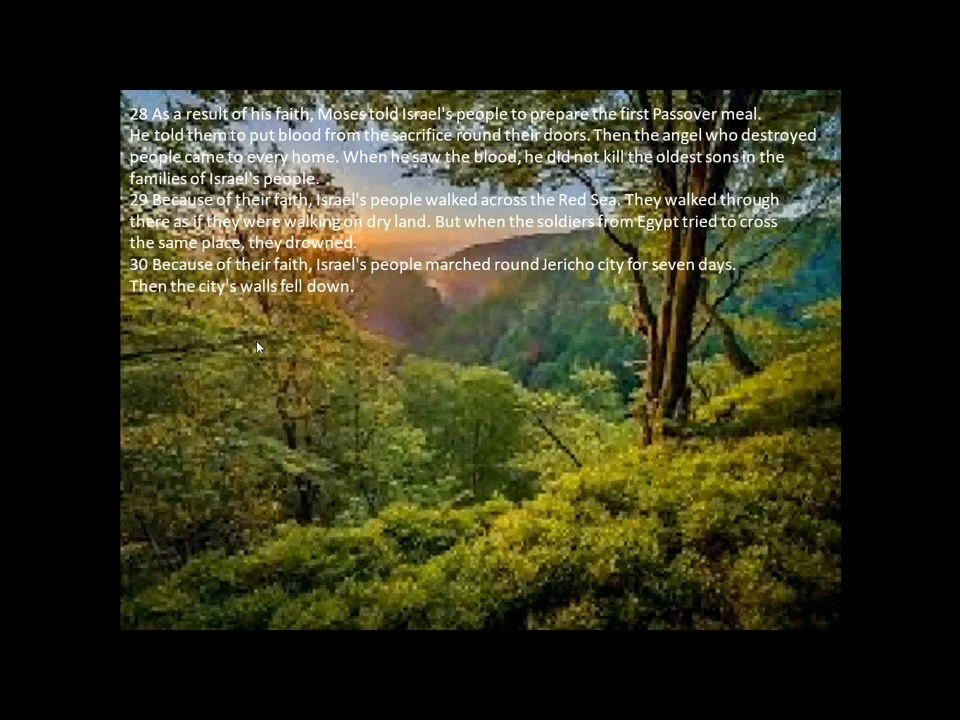 28 As a result of his faith, Moses told Israel's people to prepare the first Passover meal.
He told them to put blood from the sacrifice round their doors. Then the angel who destroyed
people came to every home. When he saw the blood, he did not kill the oldest sons in the
families of Israel's people.
29 Because of their faith, Israel's people walked across the Red Sea. They walked through
there as if they were walking on dry land. But when the soldiers from Egypt tried to cross
the same place, they drowned.
30 Because of their faith, Israel's people marched round Jericho city for seven days.
Then the city's walls fell down.